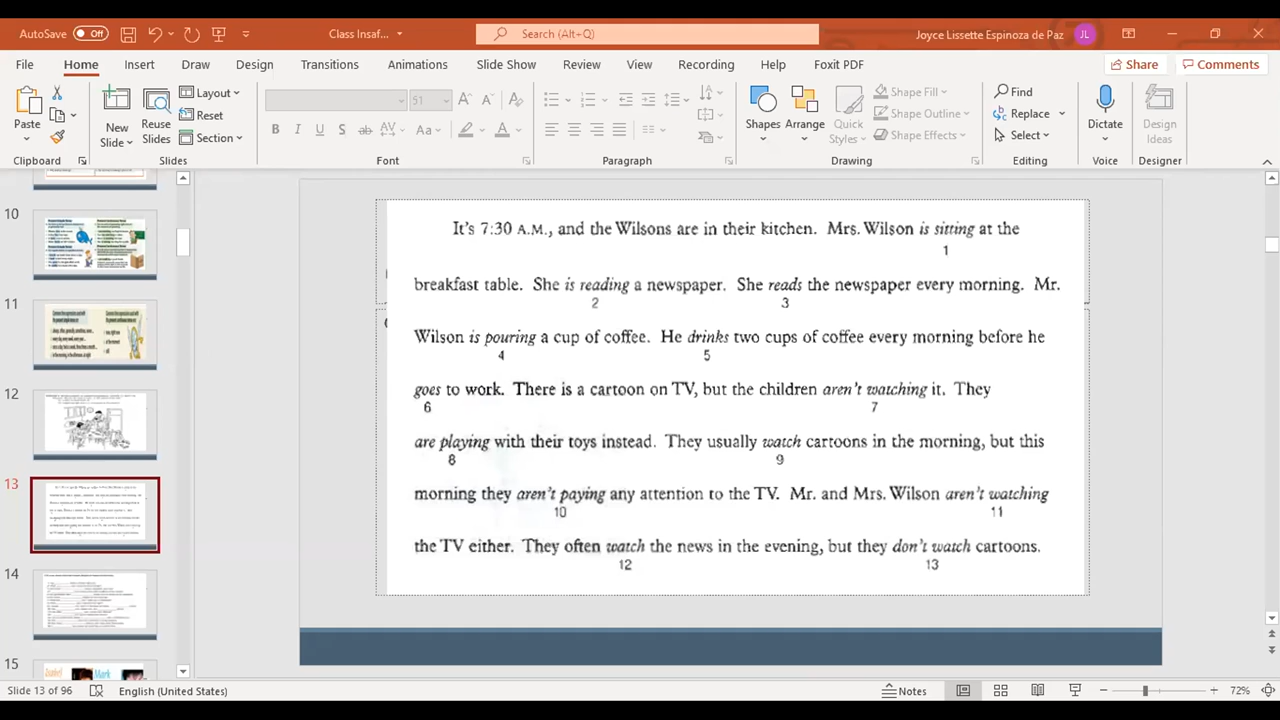 AutoSave Off Class Insaf... Search (Alt+Q) Joyce Lissette Espinoza de Paz JL
File Home Insert Draw Design Transitions Animations Slide Show Review View Recording Help Foxit PDF Share Comments
Paste New Slide Reuse Slides Layout Reset Section 51 Shapes Arrange Quick Styles Shape Fill Shape Outline Shape Effects Find Replace Select Dictate Design Ideas
Clipboard Slides Font Paragraph Drawing Editing Voice Designer
10
11
12
13
14
15
It's 7:30 A.M., and the Wilsons are in their kitchen. Mrs. Wilson is sitting at the
1
breakfast table. She is reading a newspaper. She reads the newspaper every morning. Mr.
2 3
Wilson is pouring a cup of coffee. He drinks two cups of coffee every morning before he
4 5
goes to work. There is a cartoon on TV, but the children aren't watching it. They
6 7
are playing with their toys instead. They usually watch cartoons in the morning, but this
8 9
morning they aren't paying any attention to the TV. Mr. and Mrs. Wilson aren't watching
10 11
the TV either. They often watch the news in the evening, but they don't watch cartoons.
12 13
Slide 13 of 96 English (United States) Notes 72%